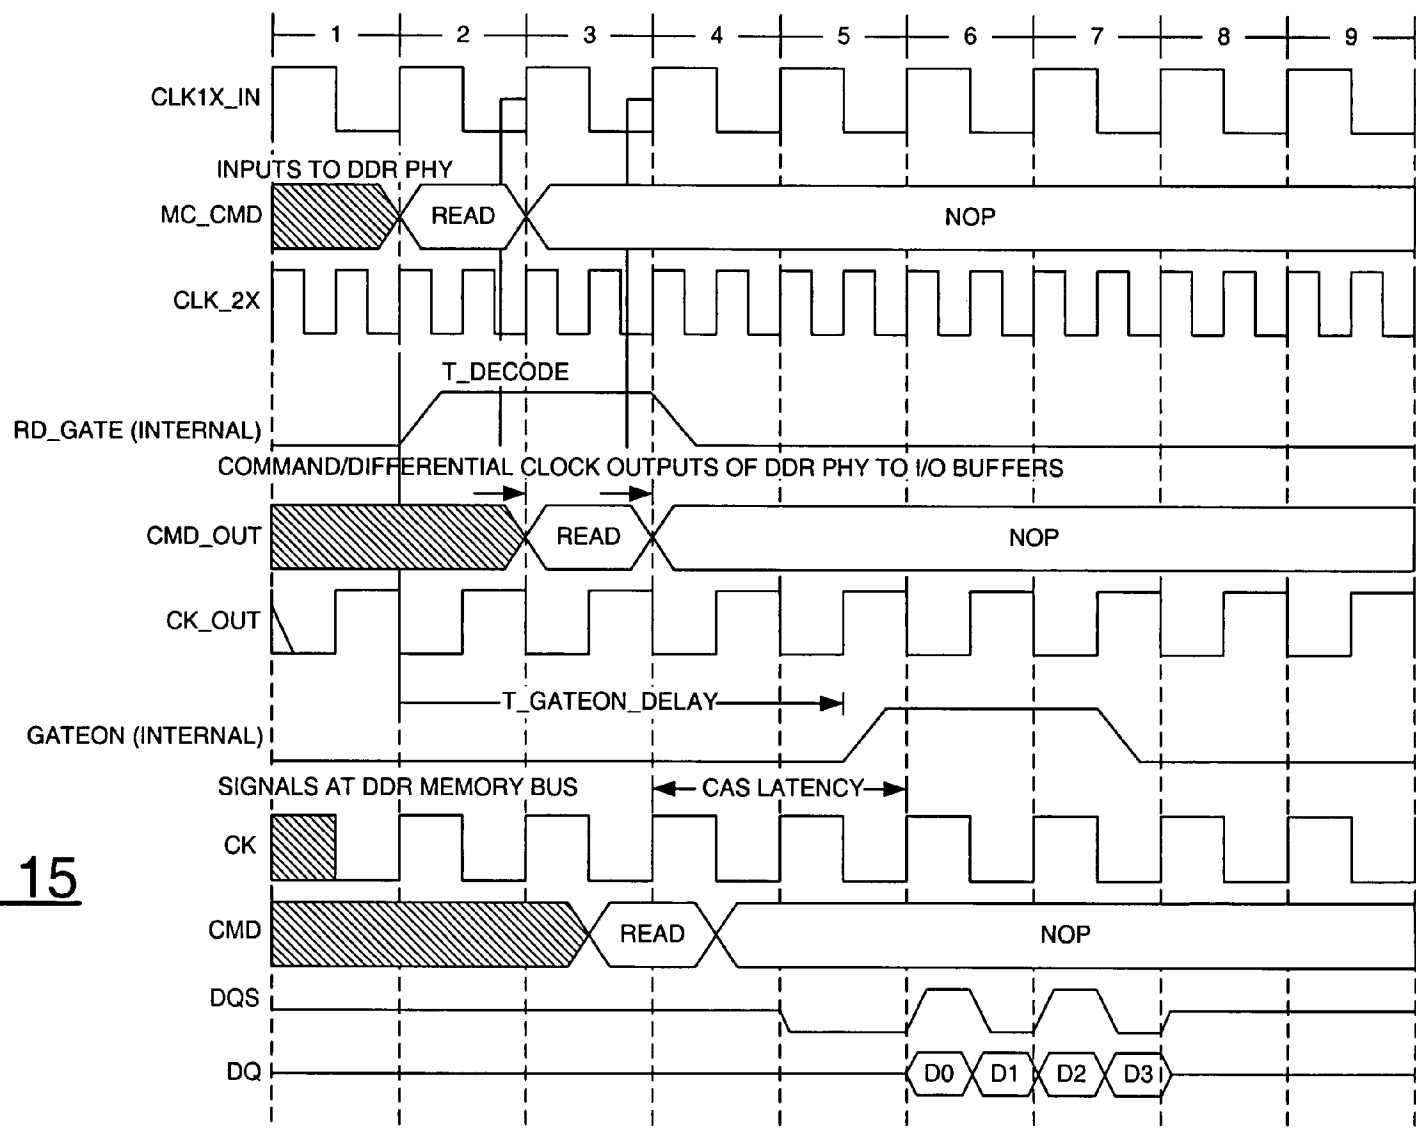 1 2 3 4 5 6 7 8 9
CLK1X_IN
INPUTS TO DDR PHY
MC_CMD READ NOP
CLK_2X
T_DECODE
RD_GATE (INTERNAL)
COMMAND/DIFFERENTIAL CLOCK OUTPUTS OF DDR PHY TO I/O BUFFERS
CMD_OUT READ NOP
CK_OUT
T_GATEON_DELAY
GATEON (INTERNAL)
SIGNALS AT DDR MEMORY BUS CAS LATENCY
CK
15
CMD READ NOP
DQS
DQ D0 D1 D2 D3